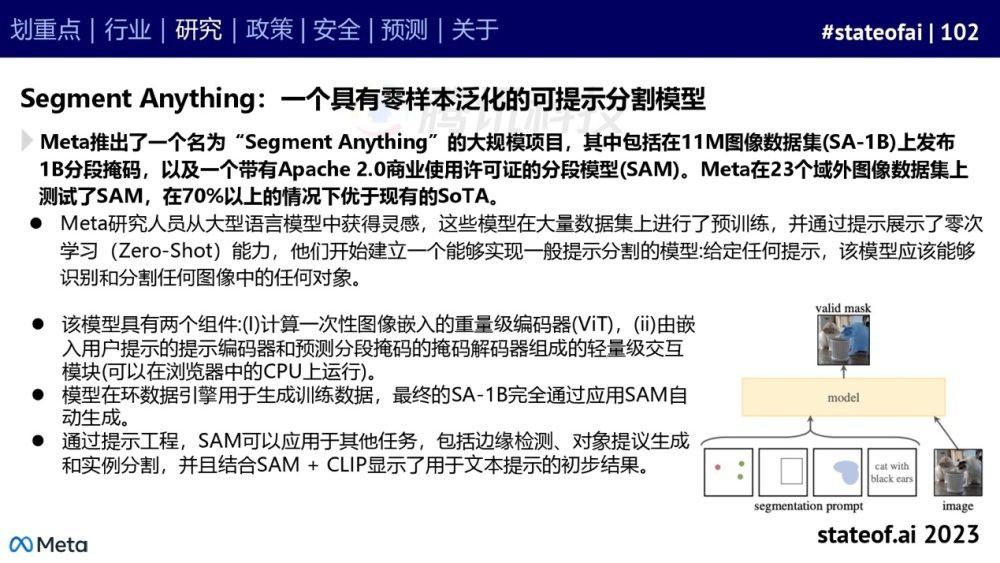 划重点 | 行业 | 研究 | 政策 | 安全 | 预测 | 关于
#stateofai | 102
Segment Anything：一个具有零样本泛化的可提示分割模型
腾讯科技
Meta推出了一个名为“Segment Anything”的大规模项目，其中包括在11M图像数据集(SA-1B)上发布
1B分段掩码，以及一个带有Apache 2.0商业使用许可证的分段模型(SAM)。Meta在23个域外图像数据集上
测试了SAM，在70%以上的情况下优于现有的SoTA。
● Meta研究人员从大型语言模型中获得灵感，这些模型在大量数据集上进行了预训练，并通过提示展示了零次
学习（Zero-Shot）能力，他们开始建立一个能够实现一般提示分割的模型:给定任何提示，该模型应该能够
识别和分割任何图像中的任何对象。
● 该模型具有两个组件:(I)计算一次性图像嵌入的重量级编码器(ViT)，(ii)由嵌
入用户提示的提示编码器和预测分段掩码的掩码解码器组成的轻量级交互
模块(可以在浏览器中的CPU上运行)。
● 模型在环数据引擎用于生成训练数据，最终的SA-1B完全通过应用SAM自
动生成。
● 通过提示工程，SAM可以应用于其他任务，包括边缘检测、对象提议生成
和实例分割，并且结合SAM + CLIP显示了用于文本提示的初步结果。
valid mask
model
cat with
black ears
segmentation prompt
image
Meta
stateof.ai 2023